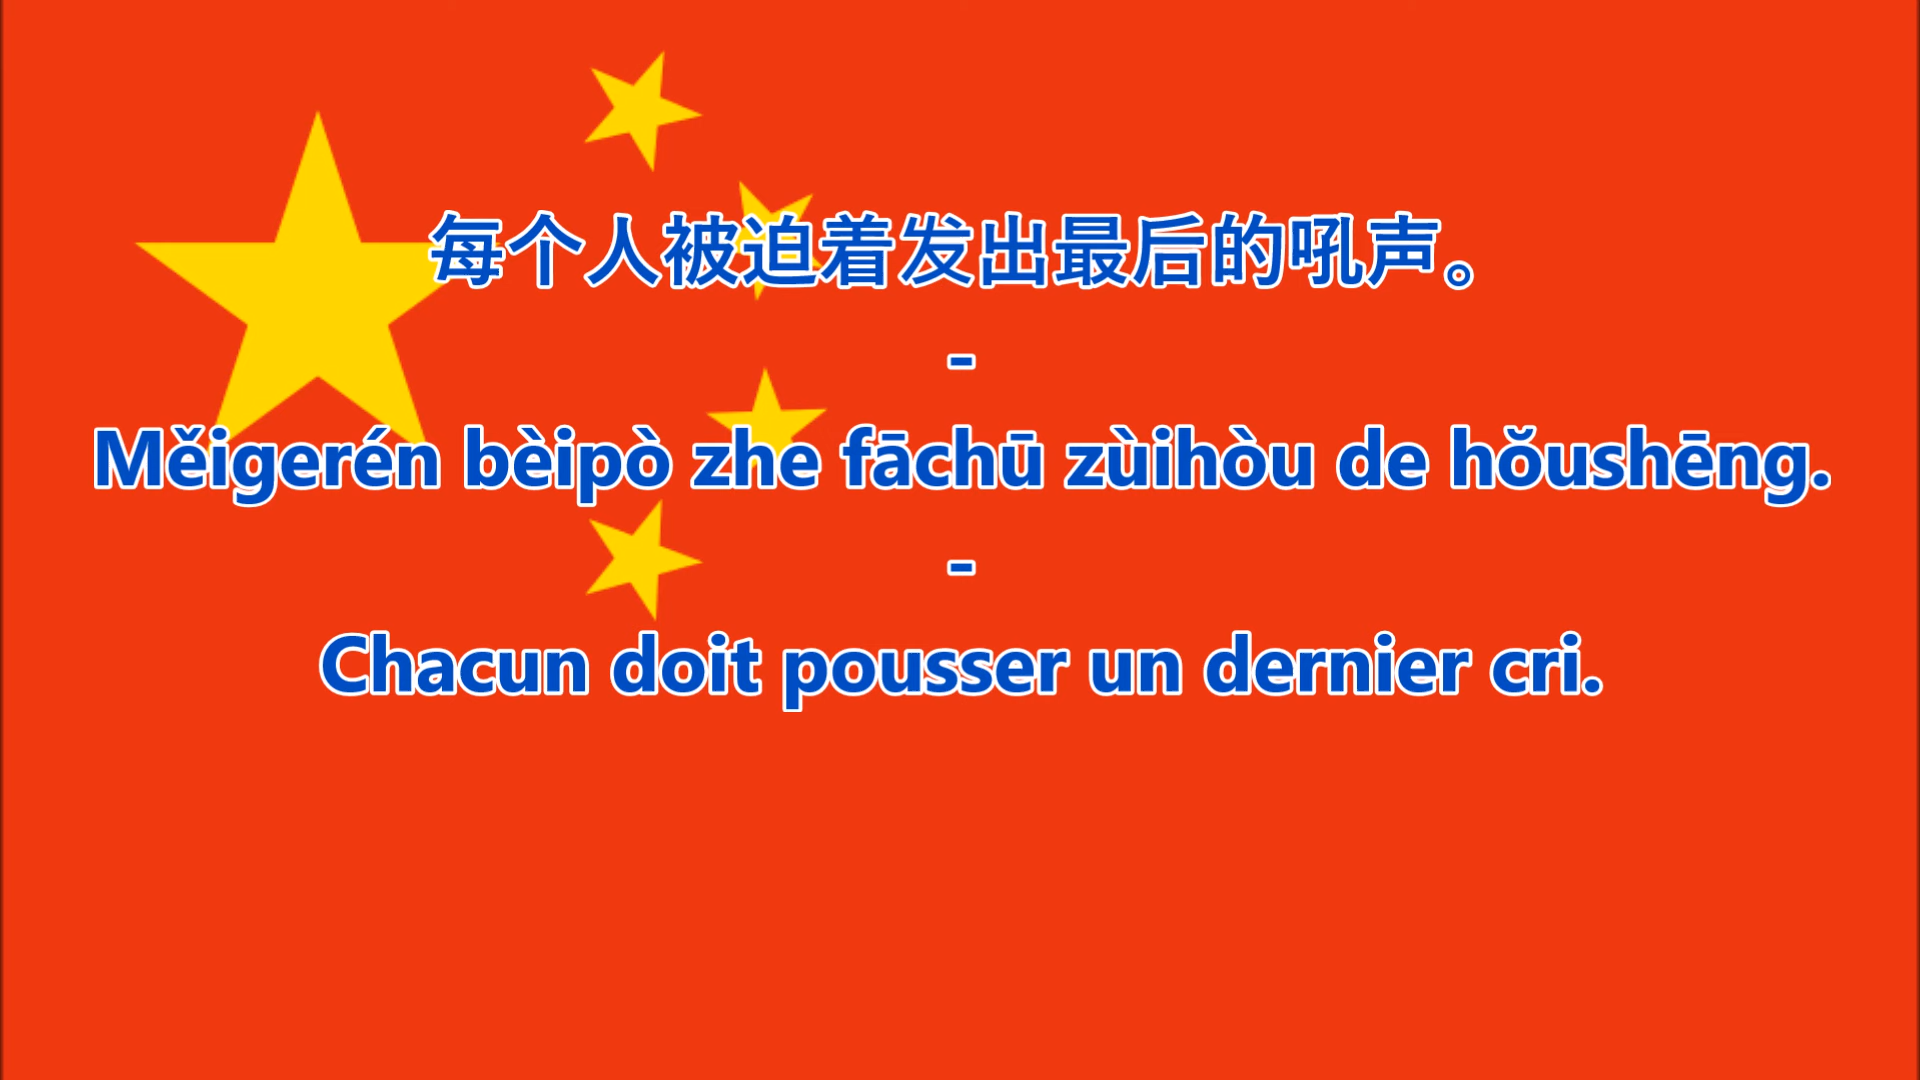 每个人被迫着发出最后的吼声。
-
Měigerén bèipò zhe fāchū zùihòu de hǒushēng.
-
Chacun doit pousser un dernier cri.